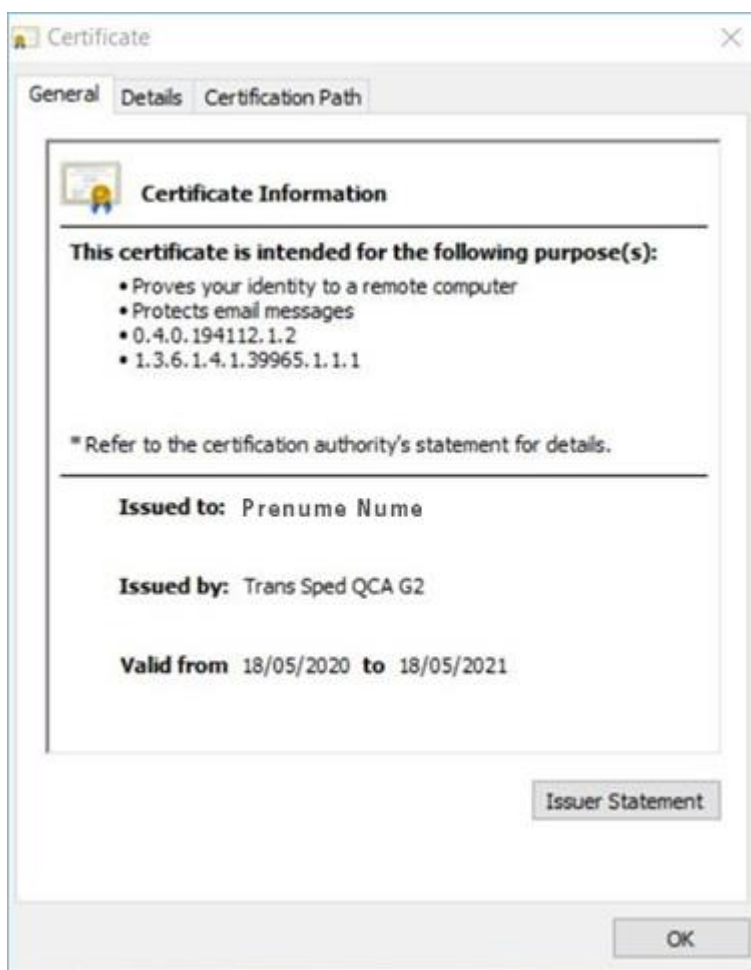 Certificate
General Details Certification Path
Certificate Information
This certificate is intended for the following purpose(s):
• Proves your identity to a remote computer
• Protects email messages
• 0.4.0.194112.1.2
• 1.3.6.1.4.1.39965.1.1.1
* Refer to the certification authority's statement for details.
Issued to: Prenume Nume
Issued by: Trans Sped QCA G2
Valid from 18/05/2020 to 18/05/2021
Issuer Statement
OK